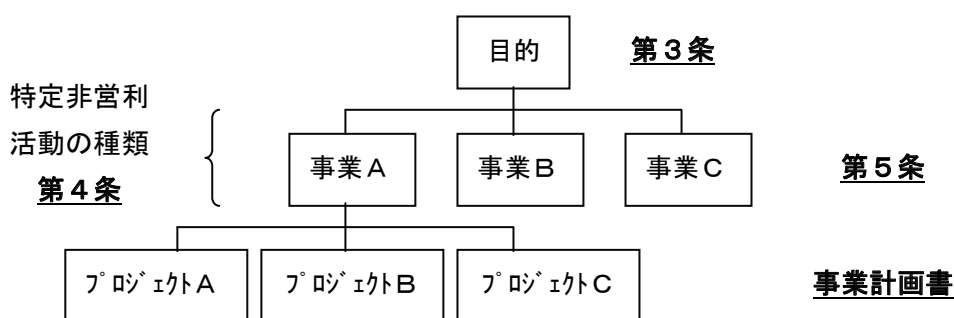 目的 第３条
特定非営利
活動の種類
第４条
事業Ａ 事業Ｂ 事業Ｃ 第５条
ﾌﾟﾛｼﾞｪｸﾄＡ ﾌﾟﾛｼﾞｪｸﾄＢ ﾌﾟﾛｼﾞｪｸﾄＣ 事業計画書